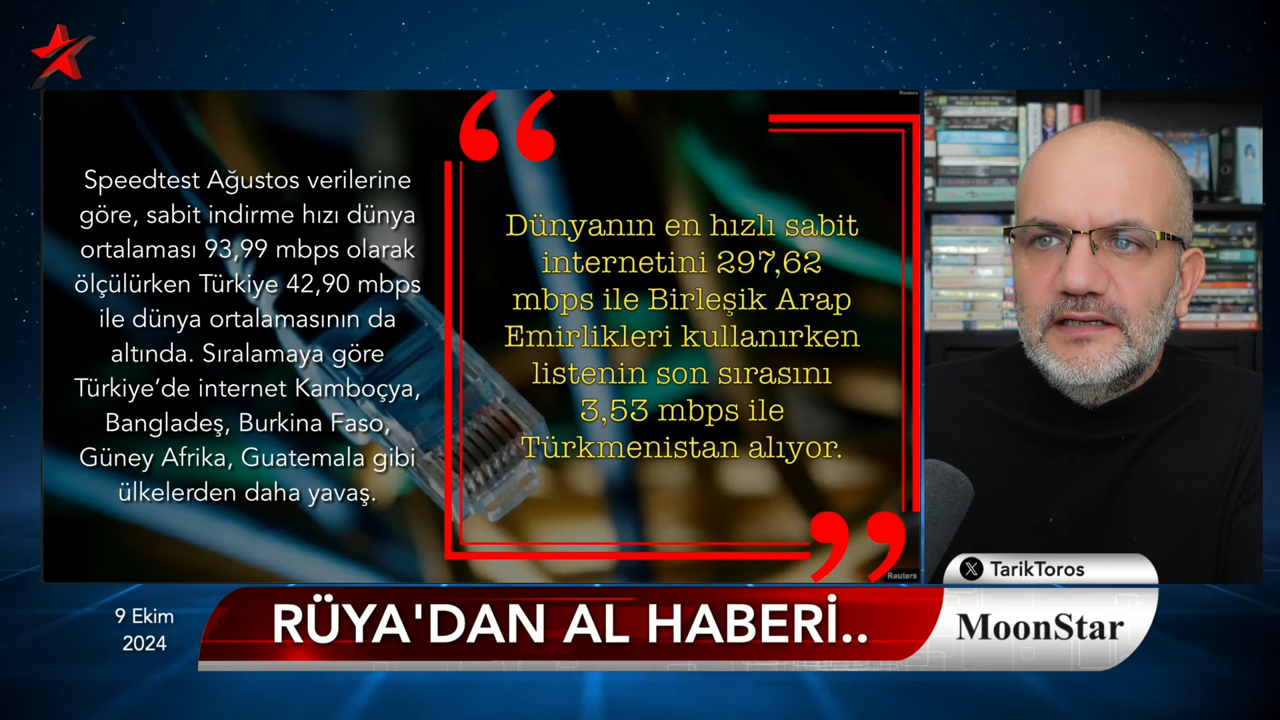 Reuters
Speedtest Ağustos verilerine
göre, sabit indirme hızı dünya
ortalaması 93,99 mbps olarak
ölçülürken Türkiye 42,90 mbps
ile dünya ortalamasının da
altında. Sıralamaya göre
Türkiye’de internet Kamboçya,
Bangladeş, Burkina Faso,
Güney Afrika, Guatemala gibi
ülkelerden daha yavaş.
“
Dünyanın en hızlı sabit
internetini 297,62
mbps ile Birleşik Arap
Emirlikleri kullanırken
listenin son sırasını
3,53 mbps ile
Türkmenistan alıyor.
”
Reuters
X TarikToros
9 Ekim
2024
RÜYA'DAN AL HABERİ..
MoonStar